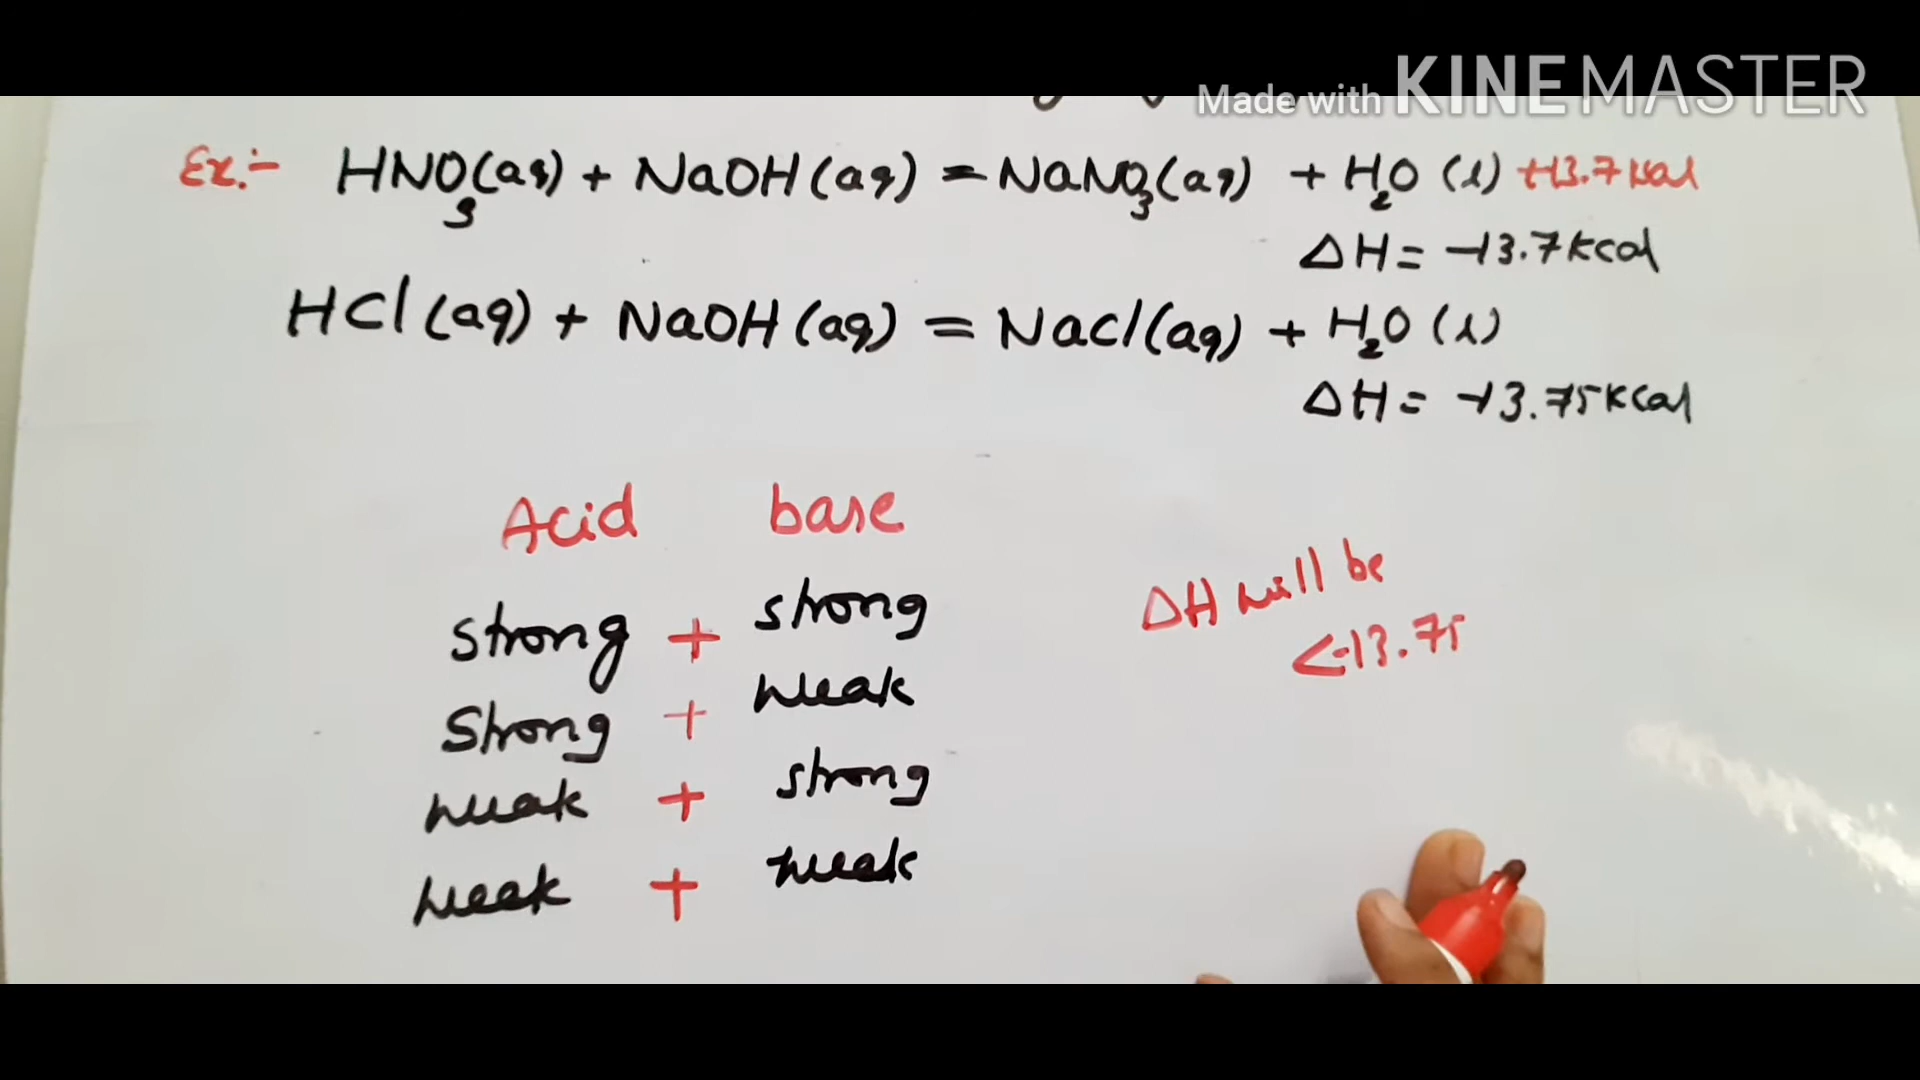 Made with KINEMASTER
Ex:- HNO3(aq) + NaOH(aq) = NaNO3(aq) + H2O (l) +13.7 kcal
ΔH = -13.7 kcal
HCl(aq) + NaOH(aq) = NaCl(aq) + H2O (l)
ΔH = -13.75 kcal
Acid base
strong + strong
Strong + weak
weak + strong
weak + weak
ΔH will be
<-13.75